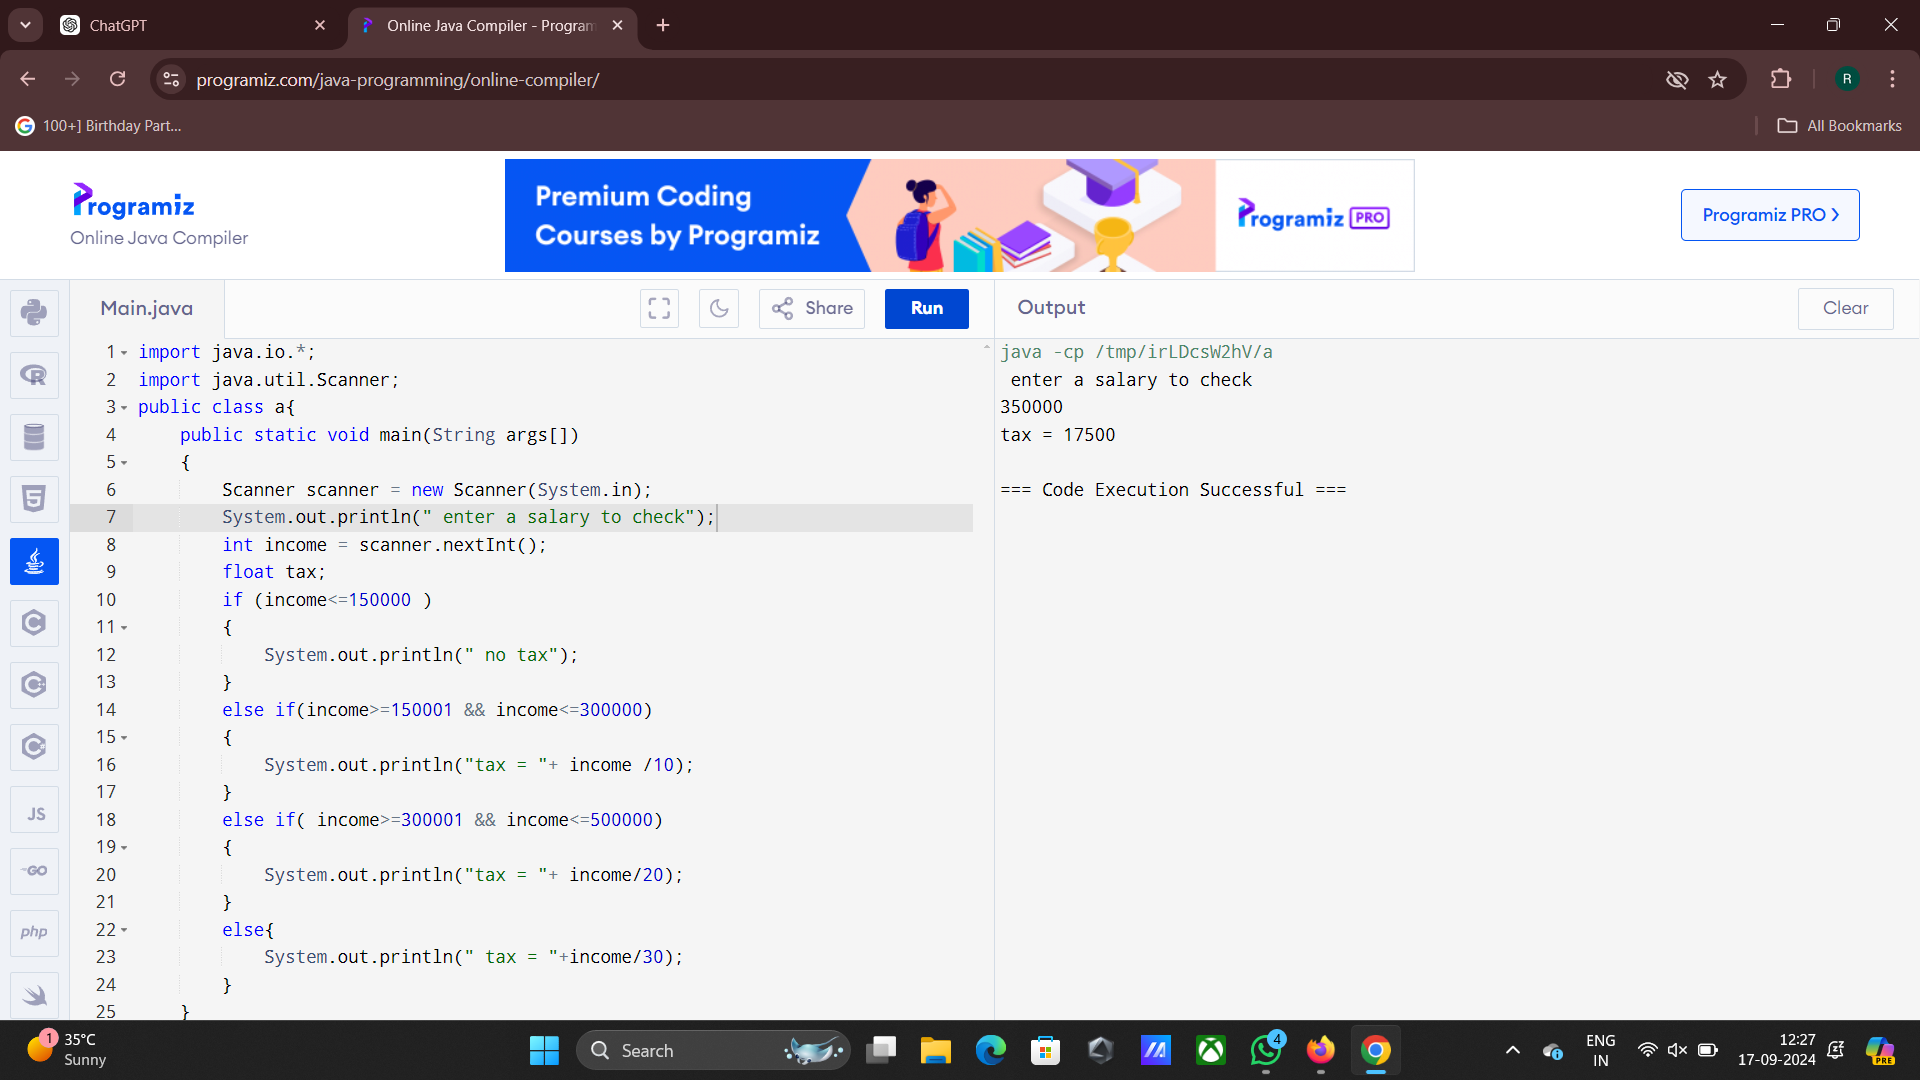 ChatGPT
Online Java Compiler - Program
programiz.com/java-programming/online-compiler/
R
100+] Birthday Part...
All Bookmarks
Programiz
Online Java Compiler
Premium Coding
Courses by Programiz
Programiz PRO
Programiz PRO >
Main.java
Share
Run
Output
Clear
1 import java.io.*;
2 import java.util.Scanner;
3 public class a{
4 public static void main(String args[])
5 {
6 Scanner scanner = new Scanner(System.in);
7 System.out.println(" enter a salary to check");
8 int income = scanner.nextInt();
9 float tax;
10 if (income<=150000 )
11 {
12 System.out.println(" no tax");
13 }
14 else if(income>=150001 && income<=300000)
15 {
16 System.out.println("tax = "+ income /10);
17 }
18 else if( income>=300001 && income<=500000)
19 {
20 System.out.println("tax = "+ income/20);
21 }
22 else{
23 System.out.println(" tax = "+income/30);
24 }
25 }
java -cp /tmp/irLDcsW2hV/a
enter a salary to check
350000
tax = 17500
=== Code Execution Successful ===
R
5
C
C
C
JS
GO
php
1
35°C
Sunny
Search
4
ENG
IN
12:27
17-09-2024
PRE